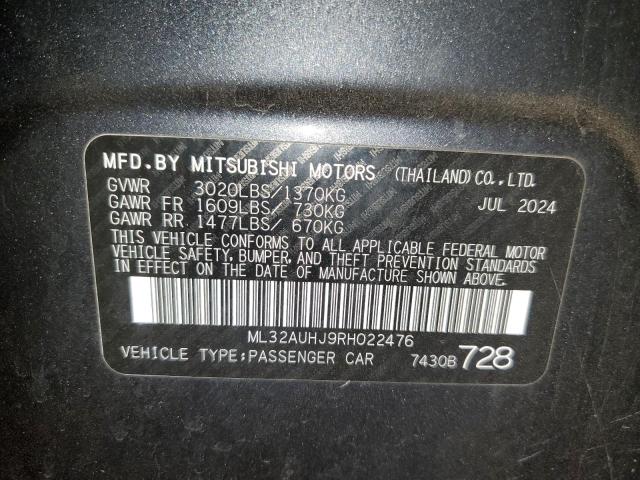 MFD.BY MITSUBISHI MOTORS (THAILAND) CO.,LTD.
GVWR 3020LBS/1370KG JUL 2024
GAWR FR 1609LBS/ 730KG
GAWR RR 1477LBS/ 670KG
THIS VEHICLE CONFORMS TO ALL APPLICABLE FEDERAL MOTOR
VEHICLE SAFETY, BUMPER, AND THEFT PREVENTION STANDARDS
IN EFFECT ON THE DATE OF MANUFACTURE SHOWN ABOVE.
ML32AUHJ9RH022476
VEHICLE TYPE:PASSENGER CAR 7430B 728